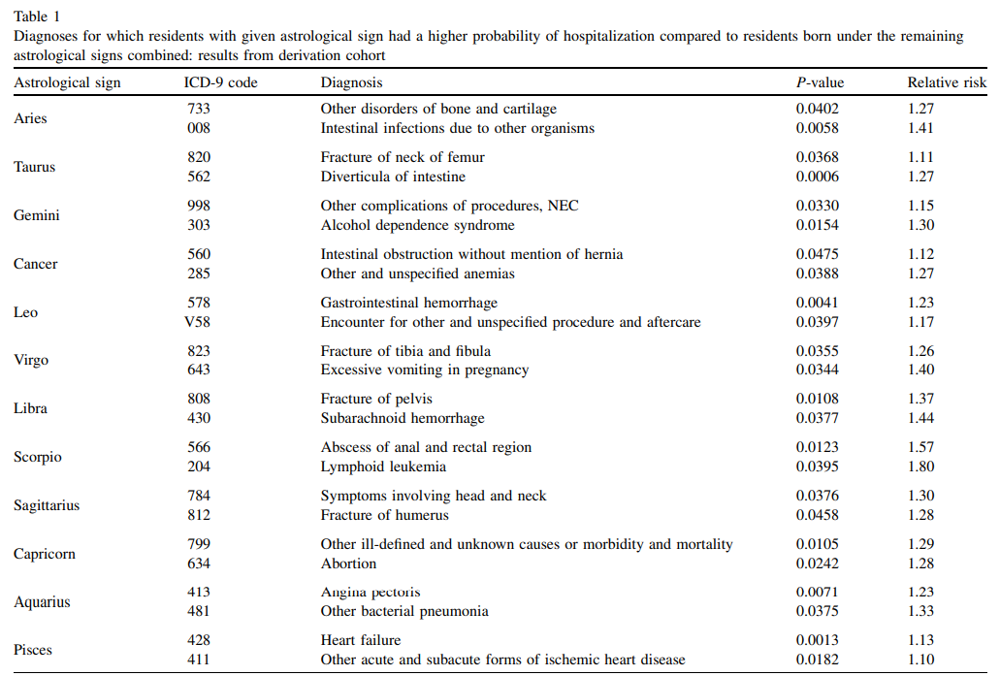 Table 1
Diagnoses for which residents with given astrological sign had a higher probability of hospitalization compared to residents born under the remaining
astrological signs combined: results from derivation cohort
Astrological sign ICD-9 code Diagnosis P-value Relative risk
Aries
733 Other disorders of bone and cartilage 0.0402 1.27
008 Intestinal infections due to other organisms 0.0058 1.41
Taurus
820 Fracture of neck of femur 0.0368 1.11
562 Diverticula of intestine 0.0006 1.27
Gemini
998 Other complications of procedures, NEC 0.0330 1.15
303 Alcohol dependence syndrome 0.0154 1.30
Cancer
560 Intestinal obstruction without mention of hernia 0.0475 1.12
285 Other and unspecified anemias 0.0388 1.27
Leo
578 Gastrointestinal hemorrhage 0.0041 1.23
V58 Encounter for other and unspecified procedure and aftercare 0.0397 1.17
Virgo
823 Fracture of tibia and fibula 0.0355 1.26
643 Excessive vomiting in pregnancy 0.0344 1.40
Libra
808 Fracture of pelvis 0.0108 1.37
430 Subarachnoid hemorrhage 0.0377 1.44
Scorpio
566 Abscess of anal and rectal region 0.0123 1.57
204 Lymphoid leukemia 0.0395 1.80
Sagittarius
784 Symptoms involving head and neck 0.0376 1.30
812 Fracture of humerus 0.0458 1.28
Capricorn
799 Other ill-defined and unknown causes or morbidity and mortality 0.0105 1.29
634 Abortion 0.0242 1.28
Aquarius
413 Angina pectoris 0.0071 1.23
481 Other bacterial pneumonia 0.0375 1.33
Pisces
428 Heart failure 0.0013 1.13
411 Other acute and subacute forms of ischemic heart disease 0.0182 1.10